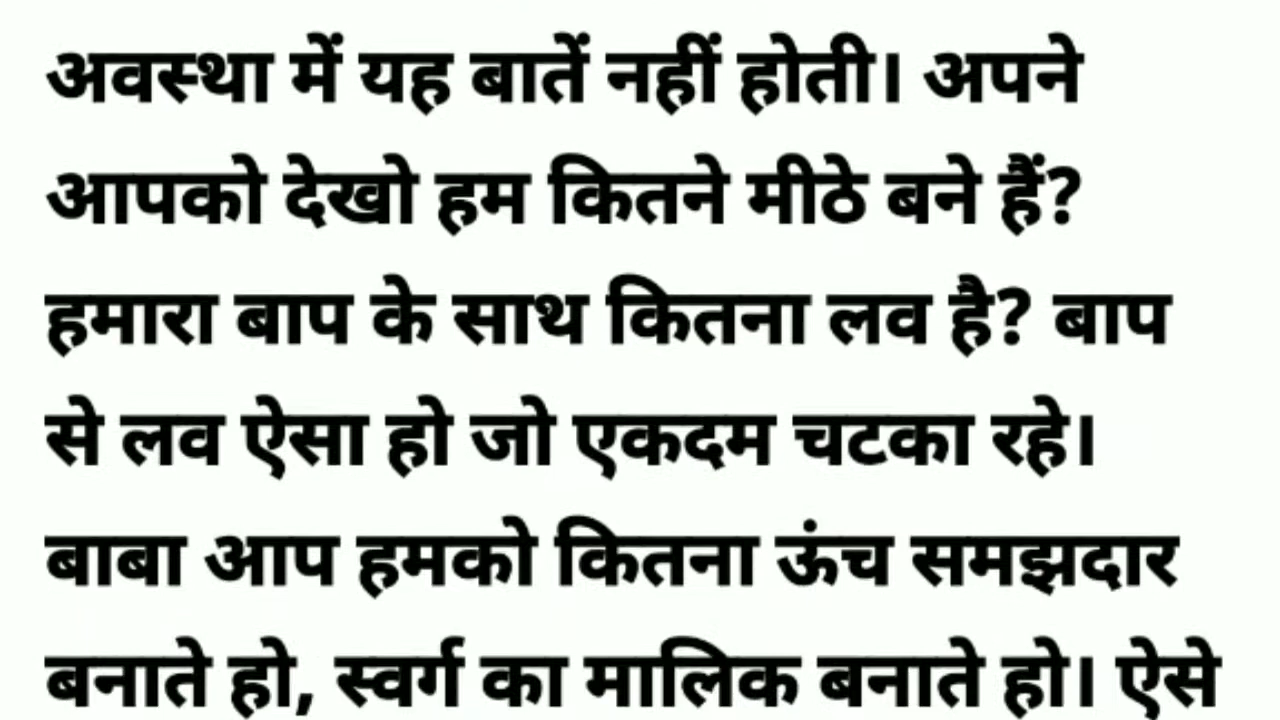 अवस्था में यह बातें नहीं होती। अपने
आपको देखो हम कितने मीठे बने हैं?
हमारा बाप के साथ कितना लव है? बाप
से लव ऐसा हो जो एकदम चटका रहे।
बाबा आप हमको कितना ऊंच समझदार
बनाते हो, स्वर्ग का मालिक बनाते हो। ऐसे